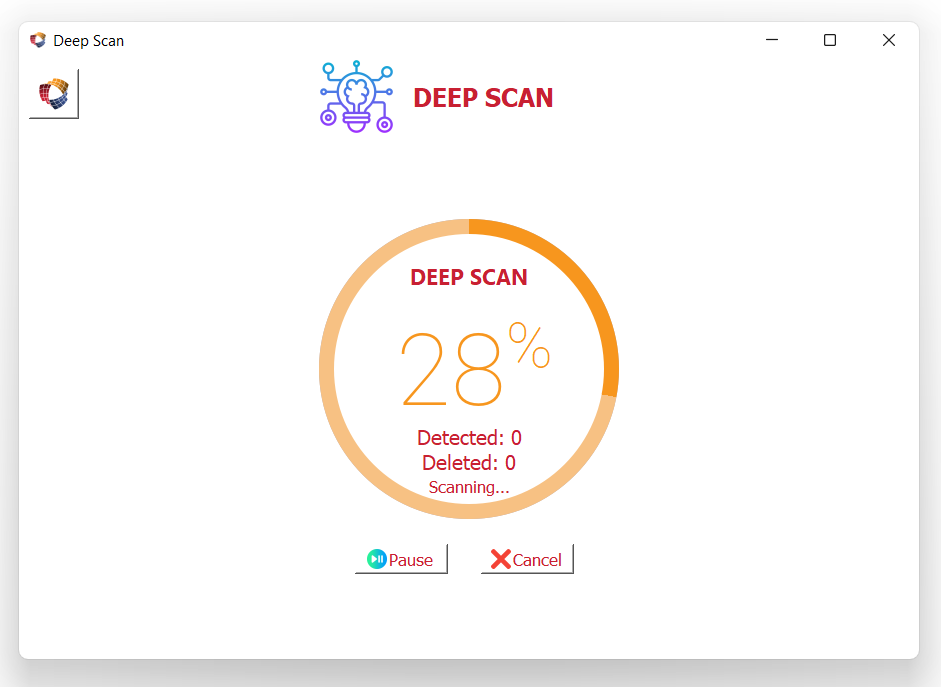 Deep Scan
DEEP SCAN
DEEP SCAN
28%
Detected: 0
Deleted: 0
Scanning...
Pause
Cancel